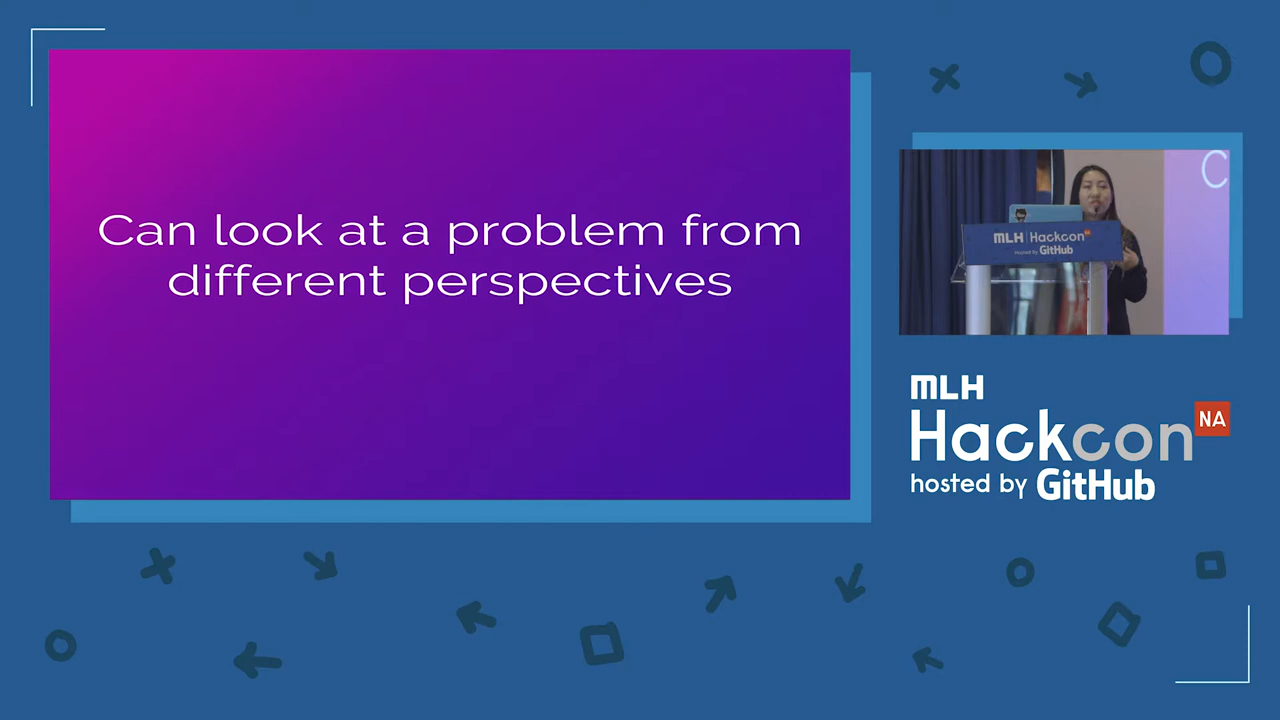 Can look at a problem from
different perspectives
C
MLH Hackcon
Hosted by GitHub
MLH
Hackcon NA
hosted by GitHub